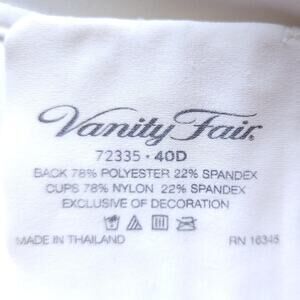 Vanity Fair.
72335 • 40D
BACK 78% POLYESTER 22% SPANDEX
CUPS 78% NYLON 22% SPANDEX
EXCLUSIVE OF DECORATION
MADE IN THAILAND RN 16345